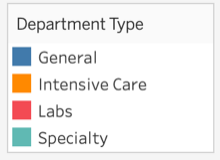 Department Type
General
Intensive Care
Labs
Specialty